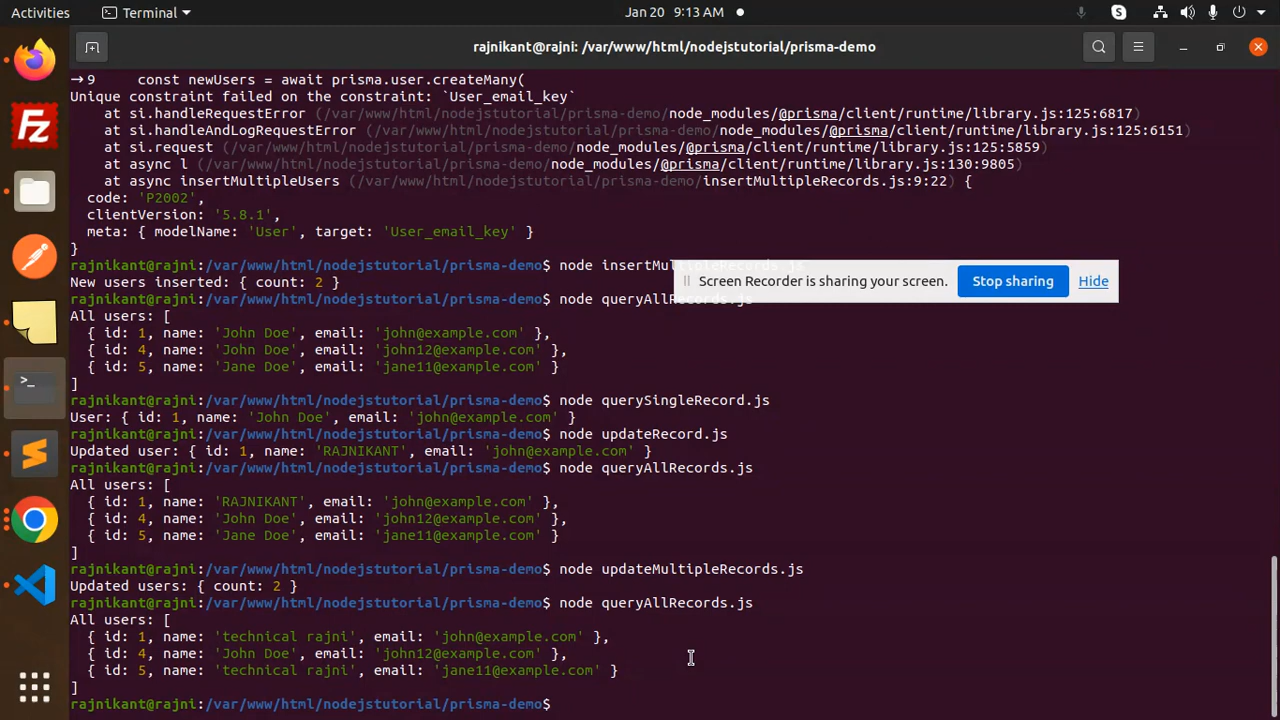 Activities
Terminal
Jan 20 9:13 AM
rajnikant@rajni: /var/www/html/nodejstutorial/prisma-demo
→ 9     const newUsers = await prisma.user.createMany(
Unique constraint failed on the constraint: `User_email_key`
    at si.handleRequestError (/var/www/html/nodejstutorial/prisma-demo/node_modules/@prisma/client/runtime/library.js:125:6817)
    at si.handleAndLogRequestError (/var/www/html/nodejstutorial/prisma-demo/node_modules/@prisma/client/runtime/library.js:125:6151)
    at si.request (/var/www/html/nodejstutorial/prisma-demo/node_modules/@prisma/client/runtime/library.js:125:5859)
    at async l (/var/www/html/nodejstutorial/prisma-demo/node_modules/@prisma/client/runtime/library.js:130:9805)
    at async insertMultipleUsers (/var/www/html/nodejstutorial/prisma-demo/insertMultipleRecords.js:9:22) {
  code: 'P2002',
  clientVersion: '5.8.1',
  meta: { modelName: 'User', target: 'User_email_key' }
}
rajnikant@rajni:/var/www/html/nodejstutorial/prisma-demo$ node insertMultipleRecords.js
New users inserted: { count: 2 }
Screen Recorder is sharing your screen.
Stop sharing
Hide
rajnikant@rajni:/var/www/html/nodejstutorial/prisma-demo$ node queryAllRecords.js
All users: [
  { id: 1, name: 'John Doe', email: 'john@example.com' },
  { id: 4, name: 'John Doe', email: 'john12@example.com' },
  { id: 5, name: 'Jane Doe', email: 'jane11@example.com' }
]
rajnikant@rajni:/var/www/html/nodejstutorial/prisma-demo$ node querySingleRecord.js
User: { id: 1, name: 'John Doe', email: 'john@example.com' }
rajnikant@rajni:/var/www/html/nodejstutorial/prisma-demo$ node updateRecord.js
Updated user: { id: 1, name: 'RAJNIKANT', email: 'john@example.com' }
rajnikant@rajni:/var/www/html/nodejstutorial/prisma-demo$ node queryAllRecords.js
All users: [
  { id: 1, name: 'RAJNIKANT', email: 'john@example.com' },
  { id: 4, name: 'John Doe', email: 'john12@example.com' },
  { id: 5, name: 'Jane Doe', email: 'jane11@example.com' }
]
rajnikant@rajni:/var/www/html/nodejstutorial/prisma-demo$ node updateMultipleRecords.js
Updated users: { count: 2 }
rajnikant@rajni:/var/www/html/nodejstutorial/prisma-demo$ node queryAllRecords.js
All users: [
  { id: 1, name: 'technical rajni', email: 'john@example.com' },
  { id: 4, name: 'John Doe', email: 'john12@example.com' },
  { id: 5, name: 'technical rajni', email: 'jane11@example.com' }
]
rajnikant@rajni:/var/www/html/nodejstutorial/prisma-demo$